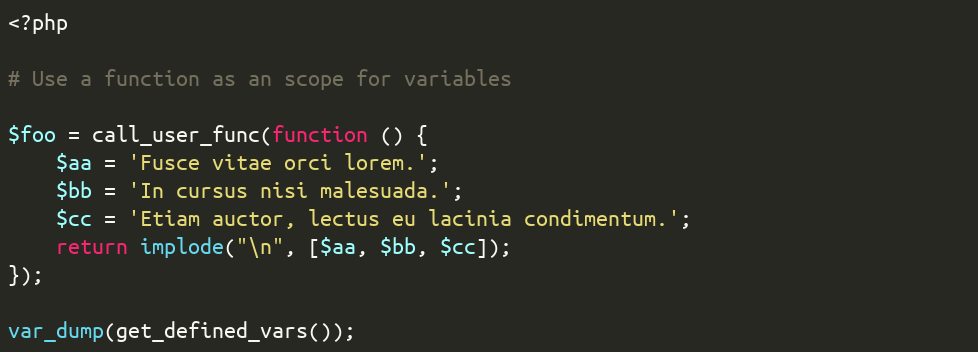 <?php

# Use a function as an scope for variables

$foo = call_user_func(function () {
    $aa = 'Fusce vitae orci lorem.';
    $bb = 'In cursus nisi malesuada.';
    $cc = 'Etiam auctor, lectus eu lacinia condimentum.';
    return implode("\n", [$aa, $bb, $cc]);
});

var_dump(get_defined_vars());